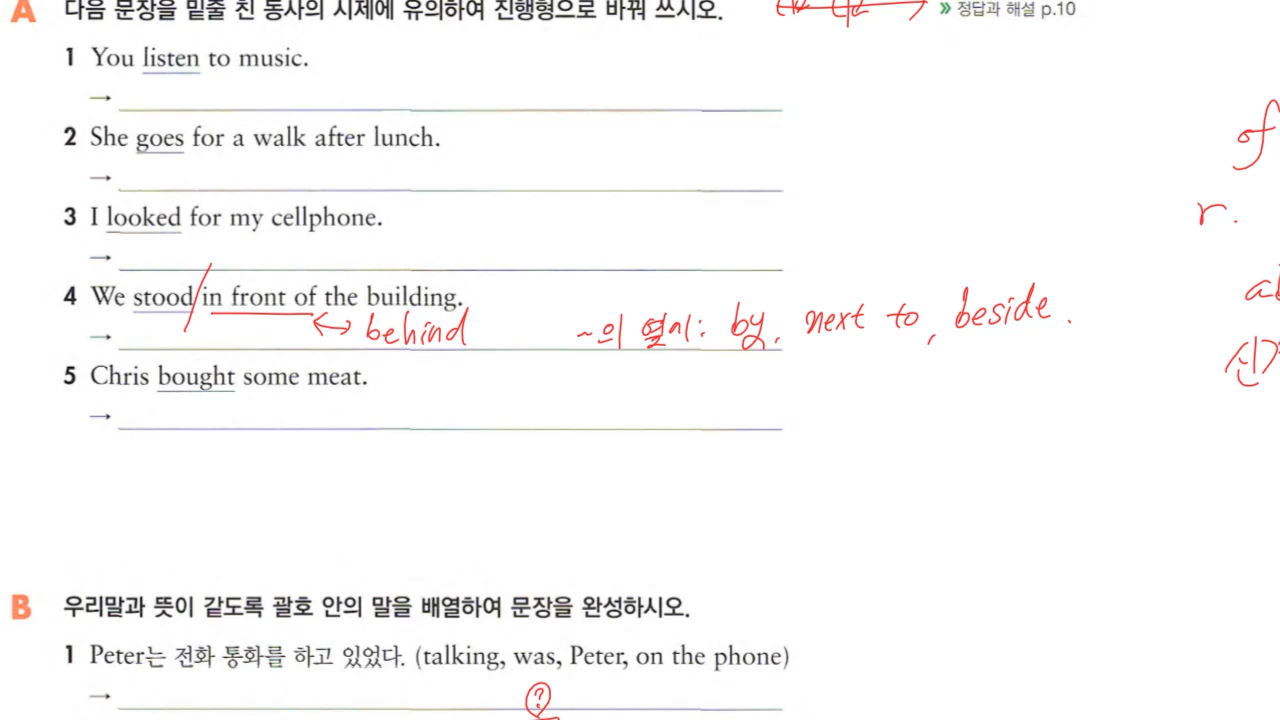 A 다음 문장을 밑줄 친 동사의 시제에 유의하여 진행형으로 바꿔 쓰시오.
» 정답과 해설 p.10
1 You listen to music.
→
2 She goes for a walk after lunch.
→
3 I looked for my cellphone.
→
4 We stood/in front of the building.
→ ↔ behind ~의 옆에: by, next to, beside.
5 Chris bought some meat.
→
of
r.
B 우리말과 뜻이 같도록 괄호 안의 말을 배열하여 문장을 완성하시오.
1 Peter는 전화 통화를 하고 있었다. (talking, was, Peter, on the phone)
→ ?